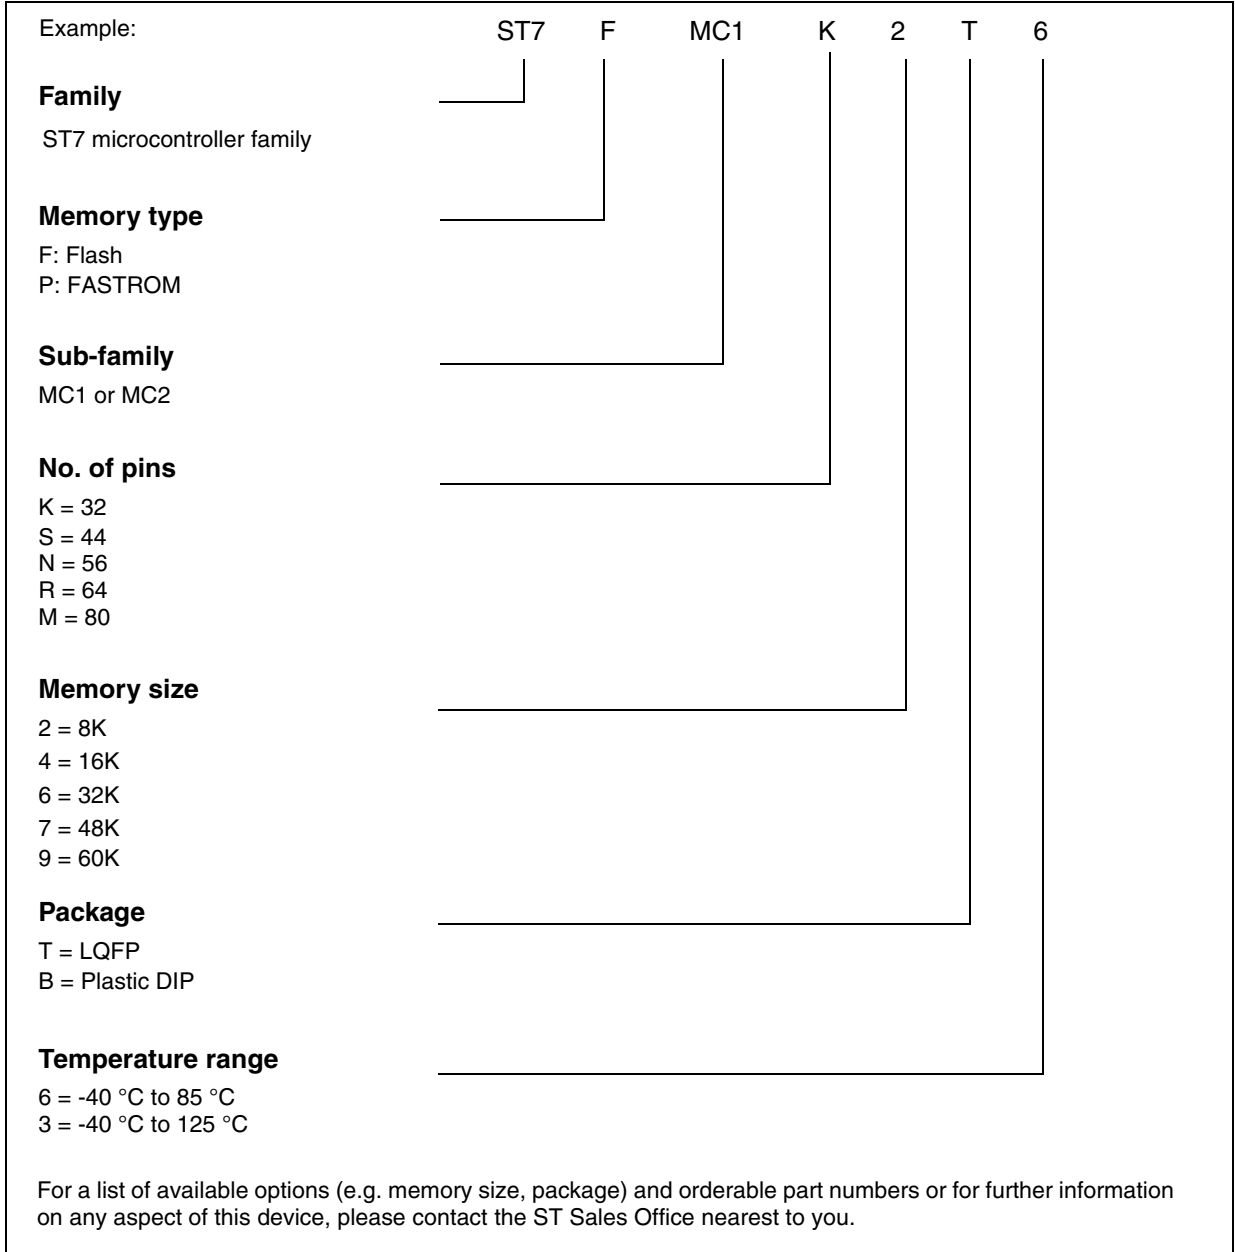 Example: ST7 F MC1 K 2 T 6
Family
ST7 microcontroller family
Memory type
F: Flash
P: FASTROM
Sub-family
MC1 or MC2
No. of pins
K = 32
S = 44
N = 56
R = 64
M = 80
Memory size
2 = 8K
4 = 16K
6 = 32K
7 = 48K
9 = 60K
Package
T = LQFP
B = Plastic DIP
Temperature range
6 = -40 °C to 85 °C
3 = -40 °C to 125 °C
For a list of available options (e.g. memory size, package) and orderable part numbers or for further information
on any aspect of this device, please contact the ST Sales Office nearest to you.